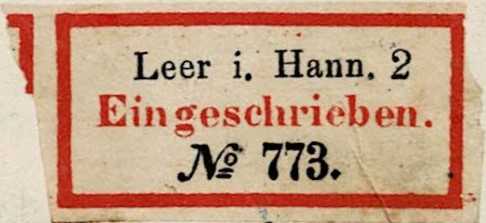 Leer i. Hann. 2
Eingeschrieben.
№ 773.